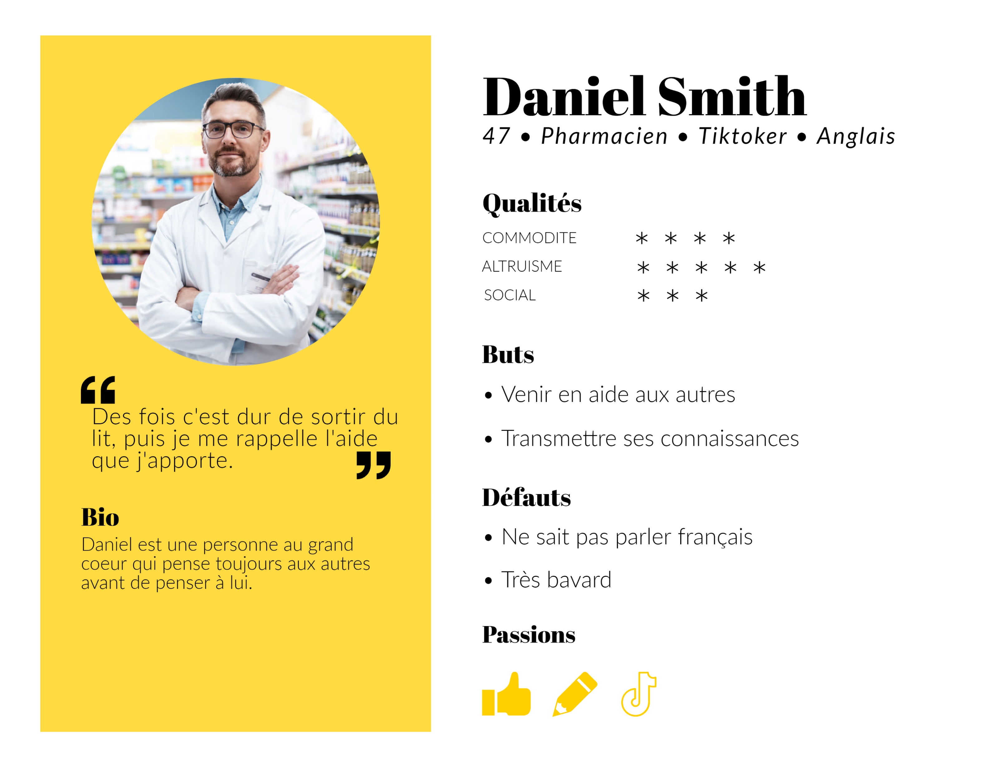 Daniel Smith
47 • Pharmacien • Tiktoker • Anglais
“
Des fois c'est dur de sortir du
lit, puis je me rappelle l'aide
que j'apporte.
”
Bio
Daniel est une personne au grand
coeur qui pense toujours aux autres
avant de penser à lui.
Qualités
COMMODITE * * * *
ALTRUISME * * * * *
SOCIAL * * *
Buts
• Venir en aide aux autres
• Transmettre ses connaissances
Défauts
• Ne sait pas parler français
• Très bavard
Passions